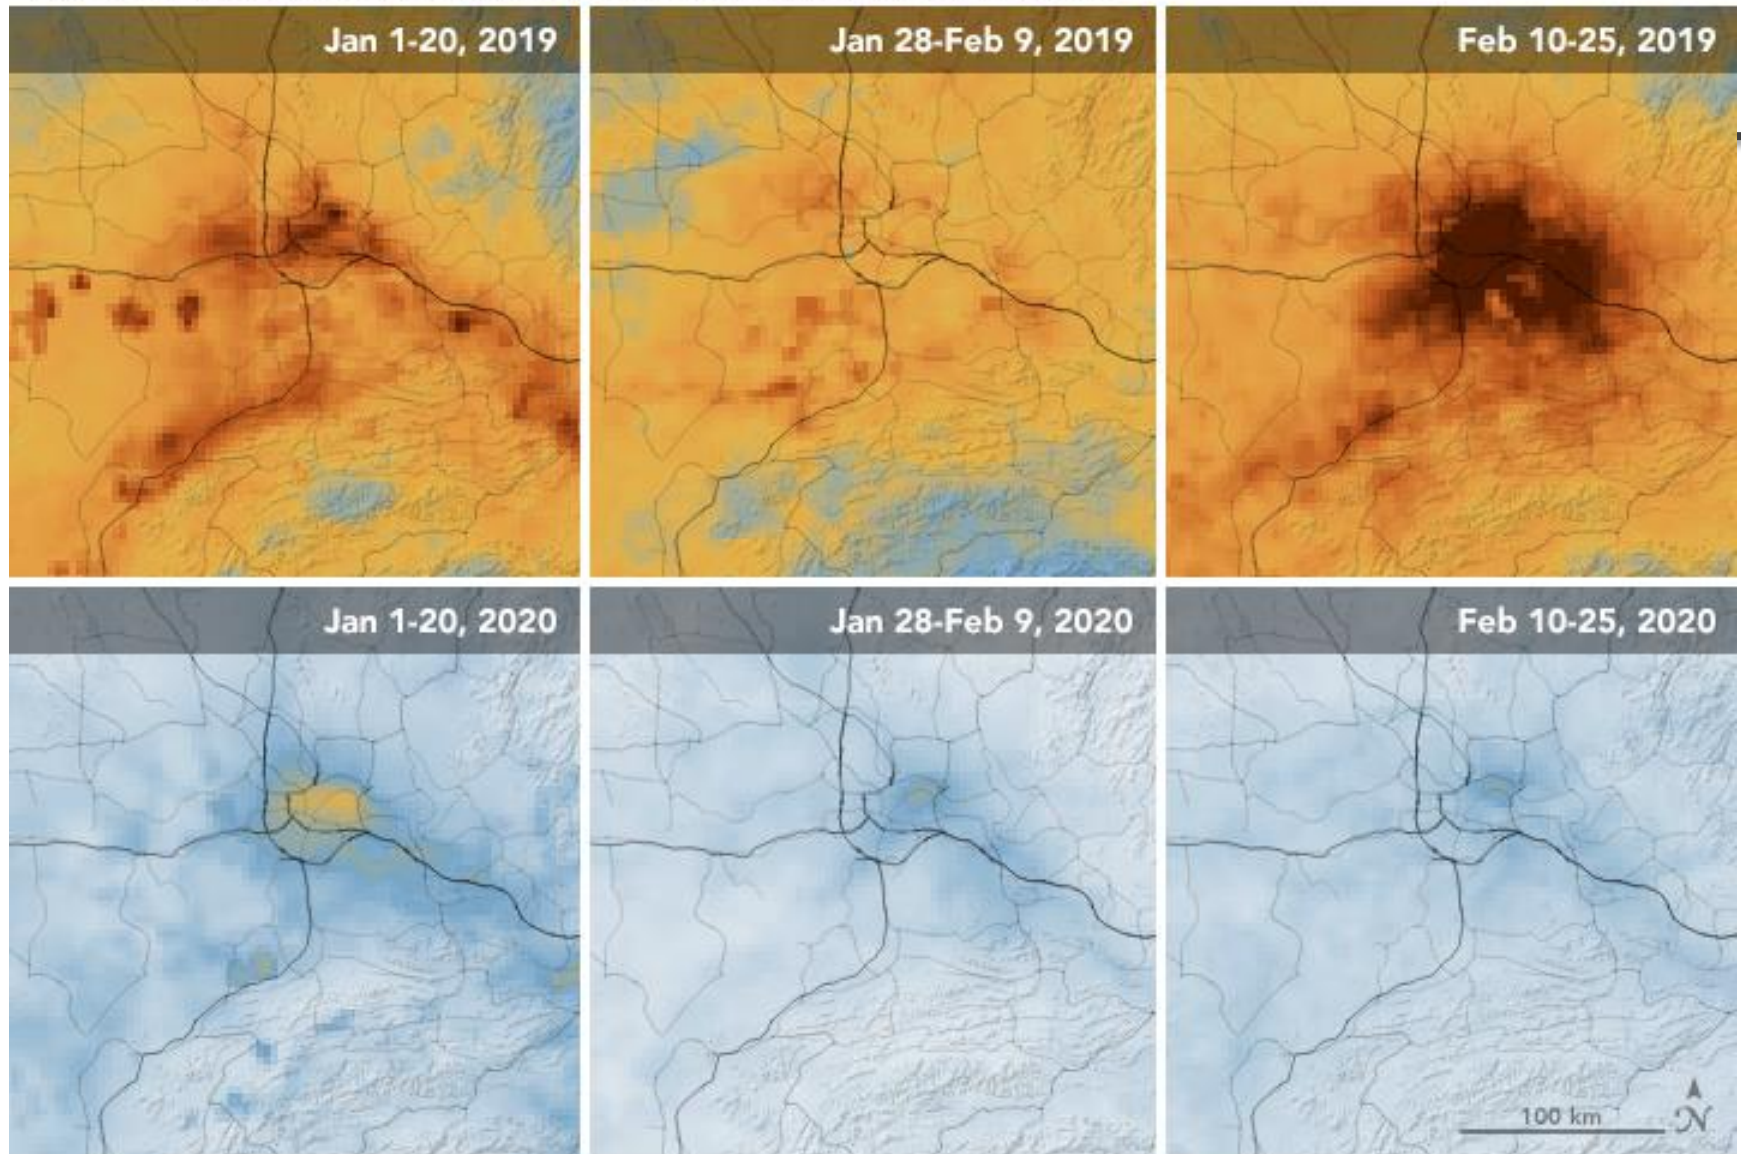 Jan 1-20, 2019
Jan 28-Feb 9, 2019
Feb 10-25, 2019
Jan 1-20, 2020
Jan 28-Feb 9, 2020
Feb 10-25, 2020
100 km
N